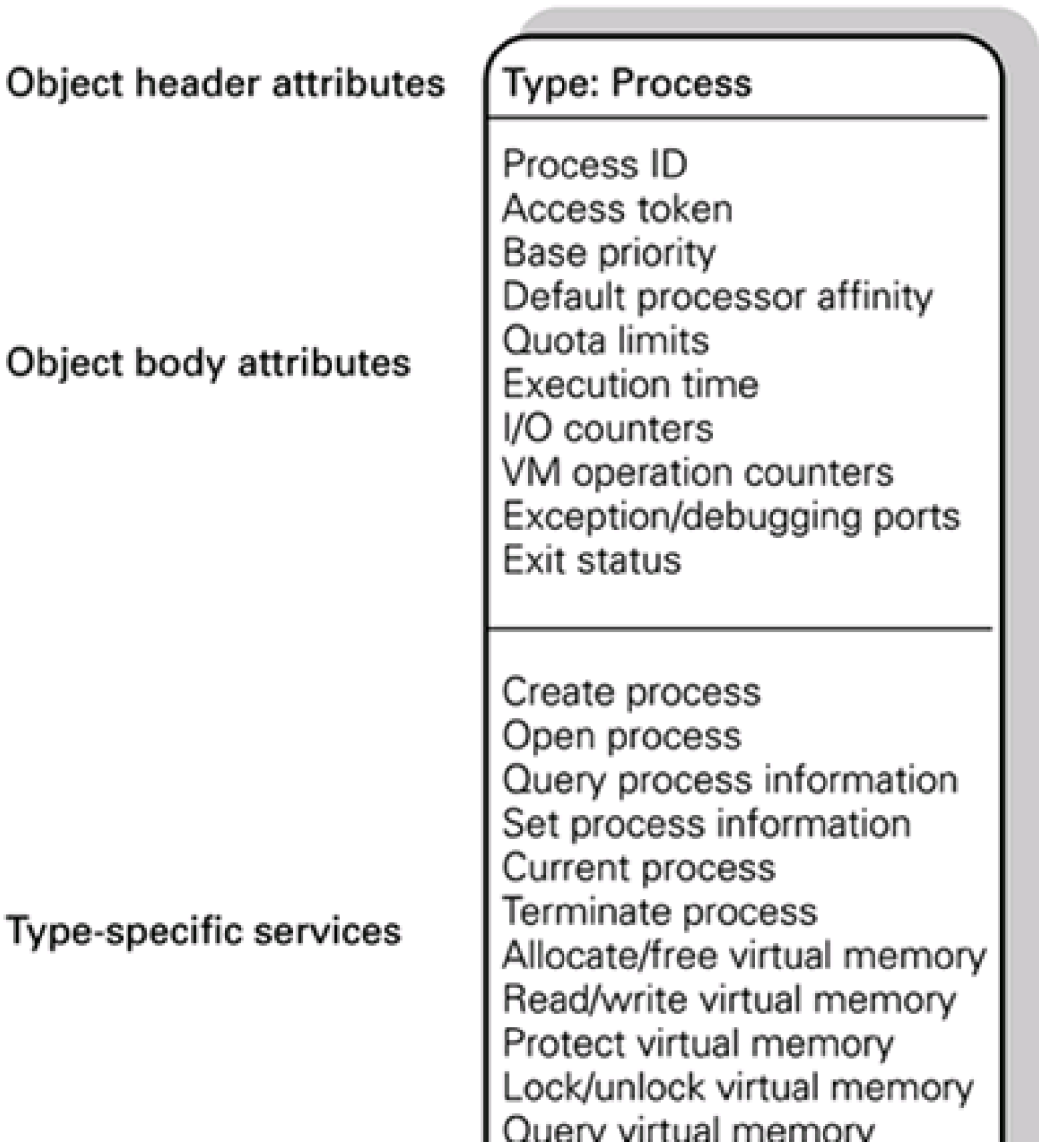 Object header attributes
Type: Process
Process ID
Access token
Base priority
Default processor affinity
Object body attributes
Quota limits
Execution time
I/O counters
VM operation counters
Exception/debugging ports
Exit status
Create process
Open process
Query process information
Set process information
Current process
Type-specific services
Terminate process
Allocate/free virtual memory
Read/write virtual memory
Protect virtual memory
Lock/unlock virtual memory
Query virtual memory